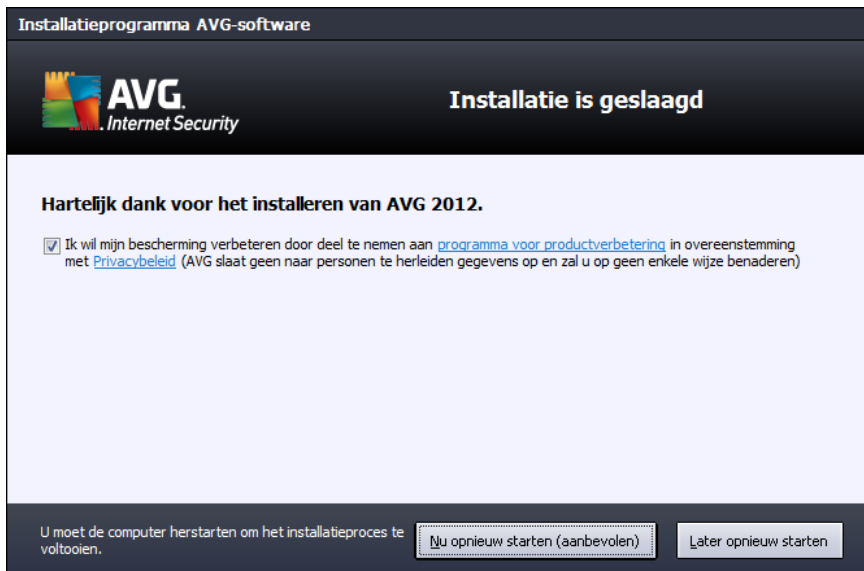 Installatieprogramma AVG-software
AVG.
Internet Security
Installatie is geslaagd
Hartelijk dank voor het installeren van AVG 2012.
Ik wil mijn bescherming verbeteren door deel te nemen aan programma voor productverbetering in overeenstemming
met Privacybeleid (AVG slaat geen naar personen te herleiden gegevens op en zal u op geen enkele wijze benaderen)
U moet de computer herstarten om het installatieproces te
voltooien.
Nu opnieuw starten (aanbevolen)
Later opnieuw starten